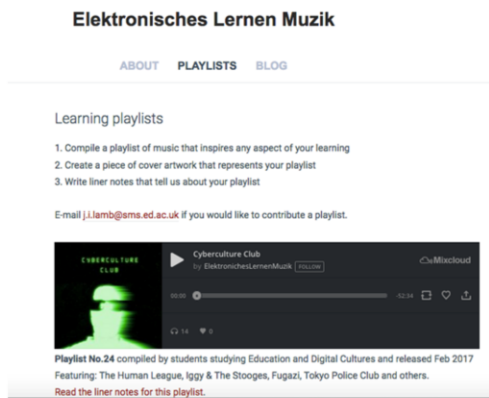 Elektronisches Lernen Muzik
ABOUT PLAYLISTS BLOG
Learning playlists
1. Compile a playlist of music that inspires any aspect of your learning
2. Create a piece of cover artwork that represents your playlist
3. Write liner notes that tell us about your playlist
E-mail j.i.lamb@sms.ed.ac.uk if you would like to contribute a playlist.
CYBERCULTURE
CLUB
Cyberculture Club
by ElektronichesLernenMuzik FOLLOW
Mixcloud
00:00 -52:34
14 8
Playlist No.24 compiled by students studying Education and Digital Cultures and released Feb 2017
Featuring: The Human League, Iggy & The Stooges, Fugazi, Tokyo Police Club and others.
Read the liner notes for this playlist.